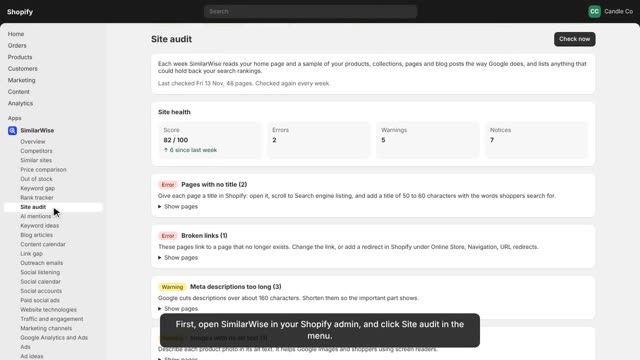 Shopify
Search
CC Candle Co
Home
Orders
Products
Customers
Marketing
Content
Analytics
Apps
SimilarWise
Overview
Competitors
Similar sites
Price comparison
Out of stock
Keyword gap
Rank tracker
Site audit
AI mentions
Keyword ideas
Blog articles
Content calendar
Link gap
Outreach emails
Social listening
Social calendar
Social accounts
Paid social ads
Website technologies
Traffic and engagement
Marketing channels
Google Analytics and Ads
Ads
Ad ideas
Site audit
Check now
Each week SimilarWise reads your home page and a sample of your products, collections, pages and blog posts the way Google does, and lists anything that
could hold back your search rankings.
Last checked Fri 13 Nov, 48 pages. Checked again every week.
Site health
Score Errors Warnings Notices
82 / 100 2 5 7
↑ 6 since last week
Error Pages with no title (2)
Give each page a title in Shopify: open it, scroll to Search engine listing, and add a title of 50 to 60 characters with the words shoppers search for.
▶ Show pages
Error Broken links (1)
These pages link to a page that no longer exists. Change the link, or add a redirect in Shopify under Online Store, Navigation, URL redirects.
▶ Show pages
Warning Meta descriptions too long (3)
Google cuts descriptions over about 160 characters. Shorten them so the important part shows.
▶ Show pages
First, open SimilarWise in your Shopify admin, and click Site audit in the
menu.
Describe each product photo in its alt text. It helps Google Images and shoppers using screen readers.
▶ Show pages